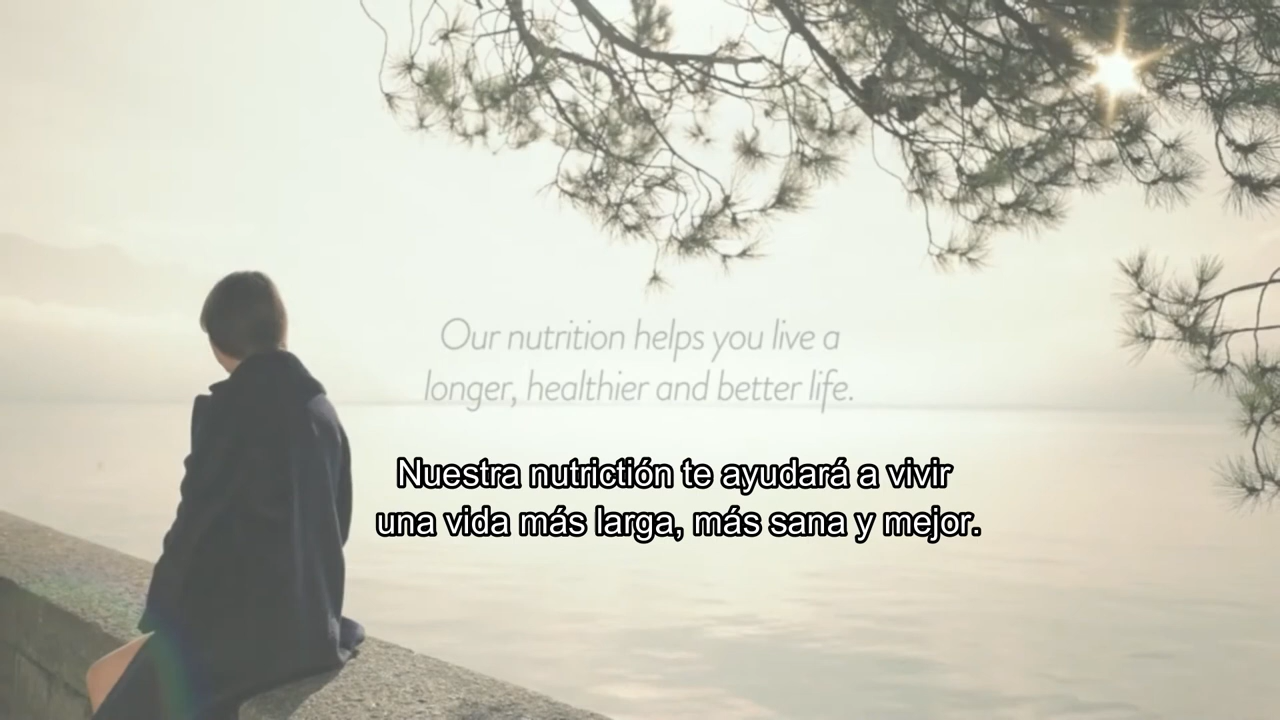 Our nutrition helps you live a
longer, healthier and better life.
Nuestra nutrictión te ayudará a vivir
una vida más larga, más sana y mejor.